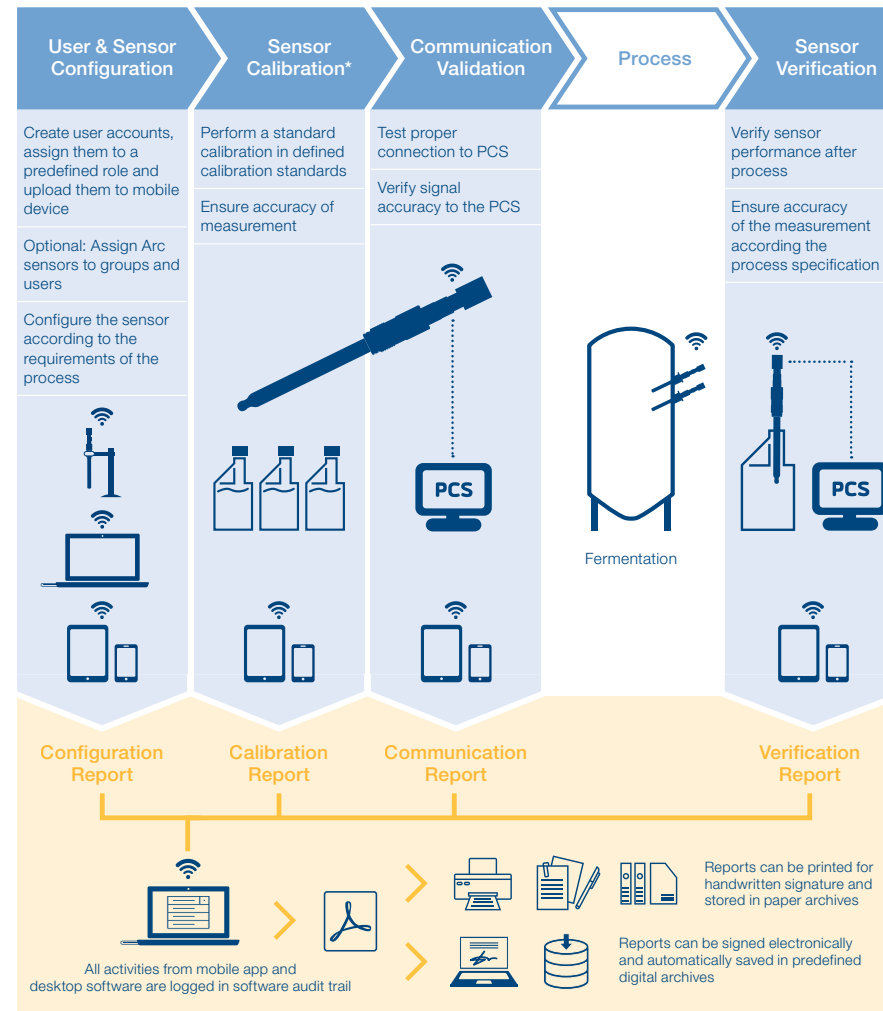 User & Sensor
Configuration
Sensor
Calibration*
Communication
Validation
Process
Sensor
Verification
Create user accounts,
assign them to a
predefined role and
upload them to mobile
device
Optional: Assign Arc
sensors to groups and
users
Configure the sensor
according to the
requirements of the
process
Perform a standard
calibration in defined
calibration standards
Ensure accuracy of
measurement
Test proper
connection to PCS
Verify signal
accuracy to the PCS
PCS
Fermentation
Verify sensor
performance after
process
Ensure accuracy
of the measurement
according the
process specification
PCS
Configuration
Report
Calibration
Report
Communication
Report
Verification
Report
All activities from mobile app and
desktop software are logged in software audit trail
Reports can be printed for
handwritten signature and
stored in paper archives
Reports can be signed electronically
and automatically saved in predefined
digital archives